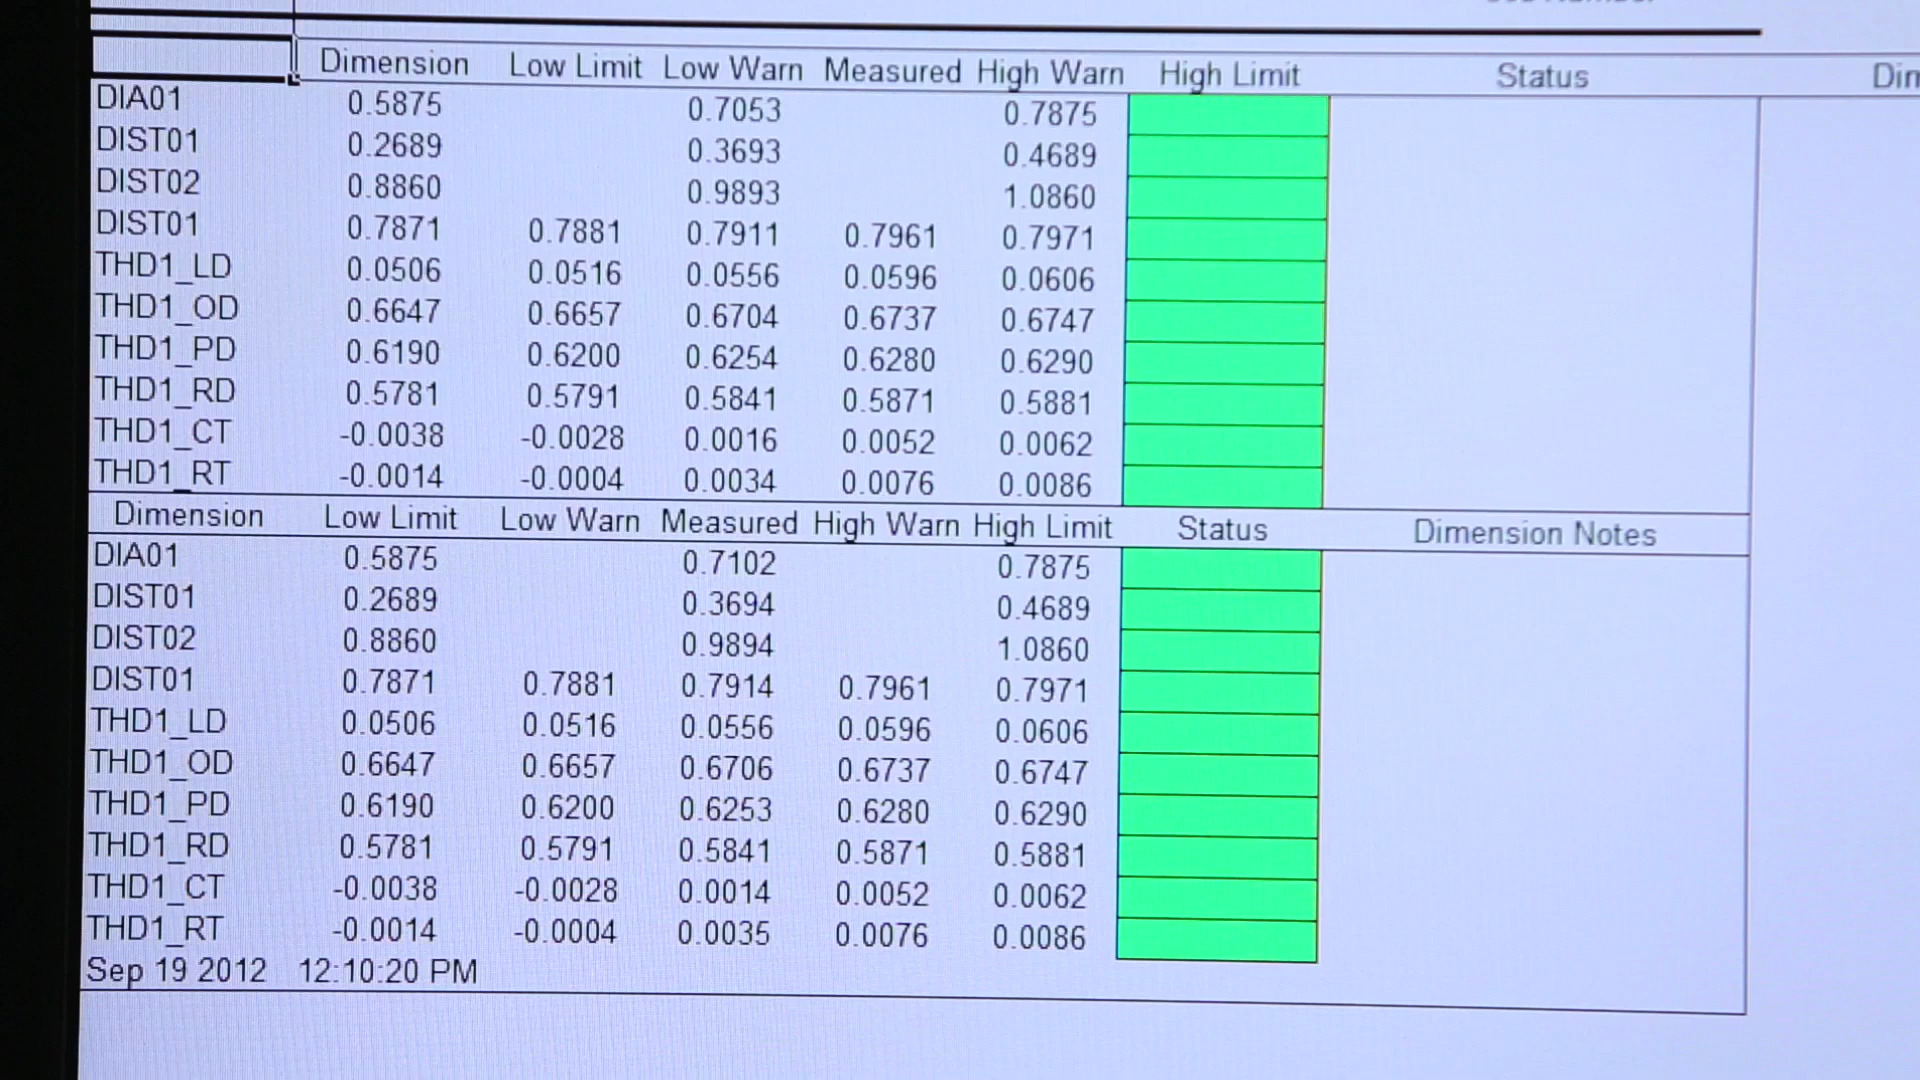 Dimension Low Limit Low Warn Measured High Warn High Limit Status
DIA01 0.5875 0.7053 0.7875
DIST01 0.2689 0.3693 0.4689
DIST02 0.8860 0.9893 1.0860
DIST01 0.7871 0.7881 0.7911 0.7961 0.7971
THD1_LD 0.0506 0.0516 0.0556 0.0596 0.0606
THD1_OD 0.6647 0.6657 0.6704 0.6737 0.6747
THD1_PD 0.6190 0.6200 0.6254 0.6280 0.6290
THD1_RD 0.5781 0.5791 0.5841 0.5871 0.5881
THD1_CT -0.0038 -0.0028 0.0016 0.0052 0.0062
THD1_RT -0.0014 -0.0004 0.0034 0.0076 0.0086
Dimension Low Limit Low Warn Measured High Warn High Limit Status Dimension Notes
DIA01 0.5875 0.7102 0.7875
DIST01 0.2689 0.3694 0.4689
DIST02 0.8860 0.9894 1.0860
DIST01 0.7871 0.7881 0.7914 0.7961 0.7971
THD1_LD 0.0506 0.0516 0.0556 0.0596 0.0606
THD1_OD 0.6647 0.6657 0.6706 0.6737 0.6747
THD1_PD 0.6190 0.6200 0.6253 0.6280 0.6290
THD1_RD 0.5781 0.5791 0.5841 0.5871 0.5881
THD1_CT -0.0038 -0.0028 0.0014 0.0052 0.0062
THD1_RT -0.0014 -0.0004 0.0035 0.0076 0.0086
Sep 19 2012 12:10:20 PM